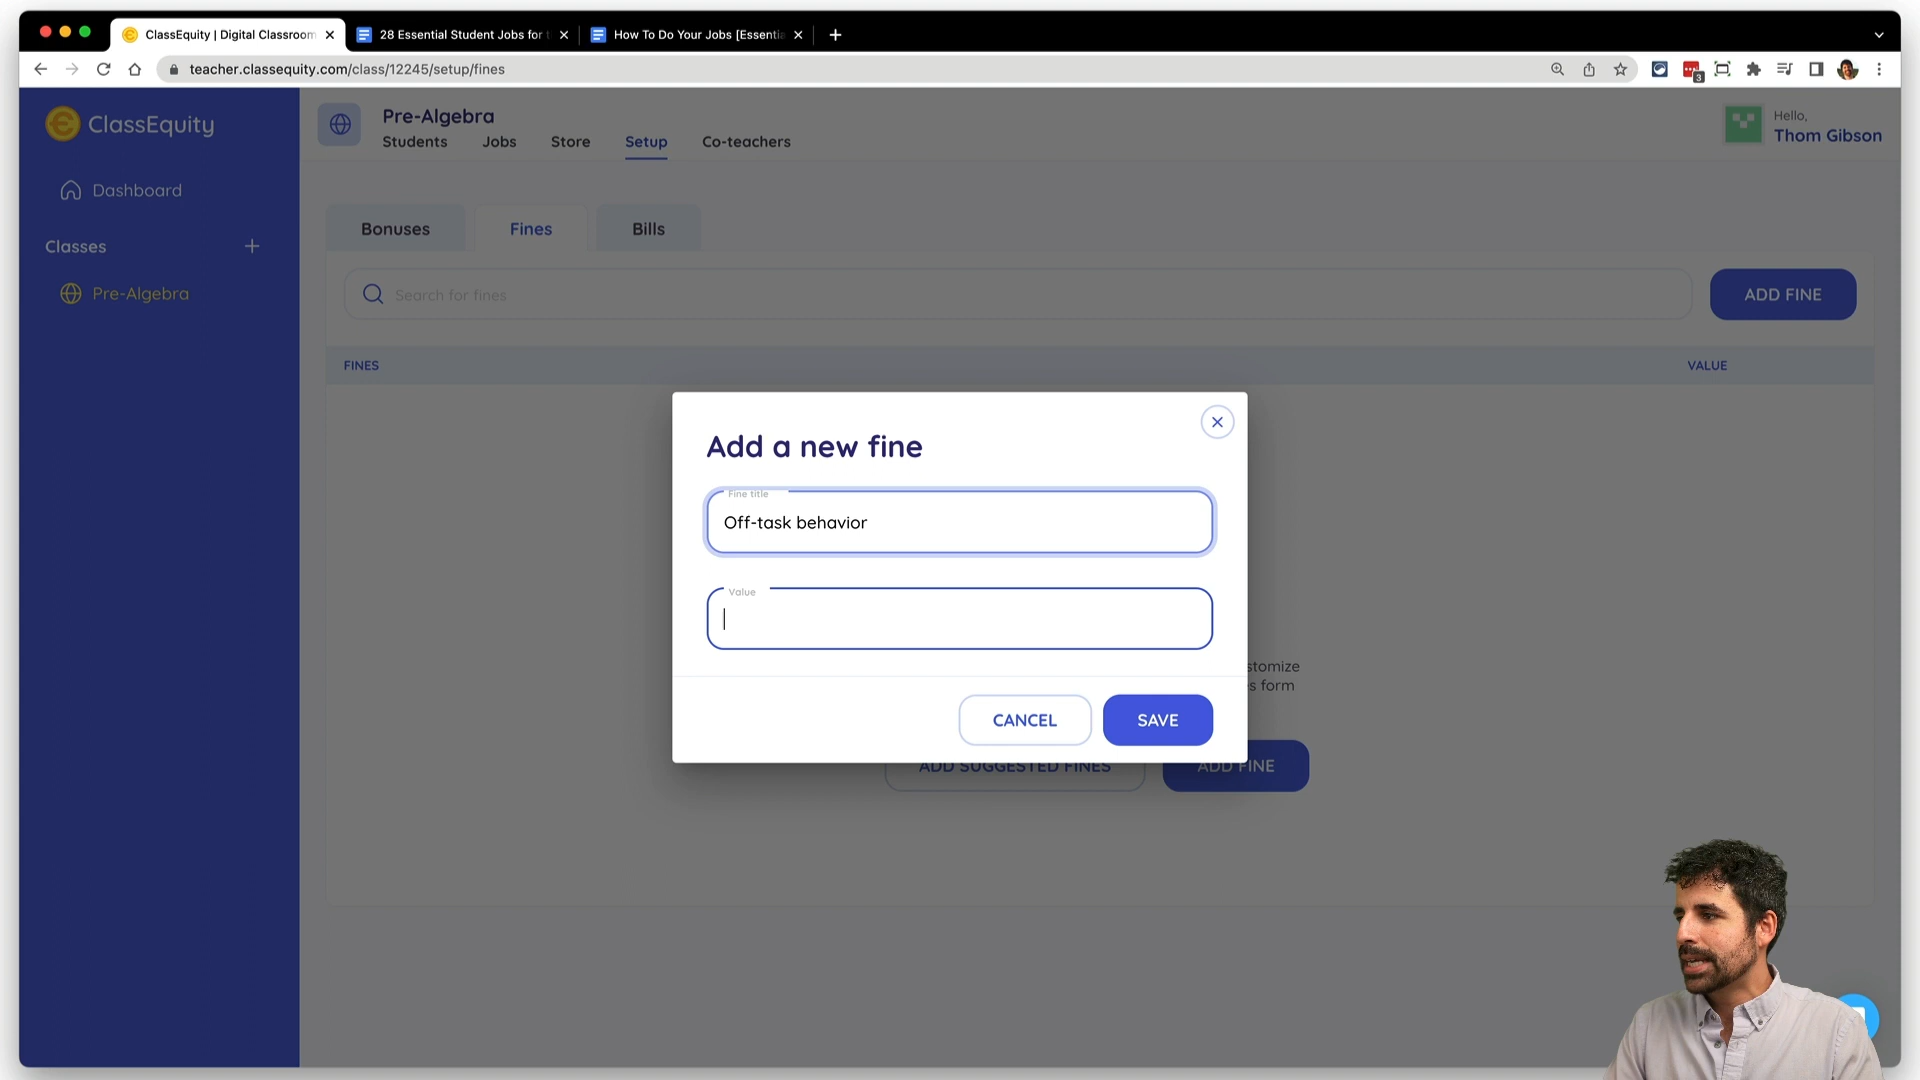 ClassEquity | Digital Classroom
28 Essential Student Jobs for t
How To Do Your Jobs [Essentia
teacher.classequity.com/class/12245/setup/fines
3
ClassEquity
Pre-Algebra
Students
Jobs
Store
Setup
Co-teachers
Hello,
Thom Gibson
Dashboard
Classes
Pre-Algebra
Bonuses
Fines
Bills
Search for fines
ADD FINE
FINES
VALUE
Add a new fine
Fine title
Off-task behavior
Value
stomize
s form
CANCEL
SAVE
ADD SUGGESTED FINES
ADD FINE